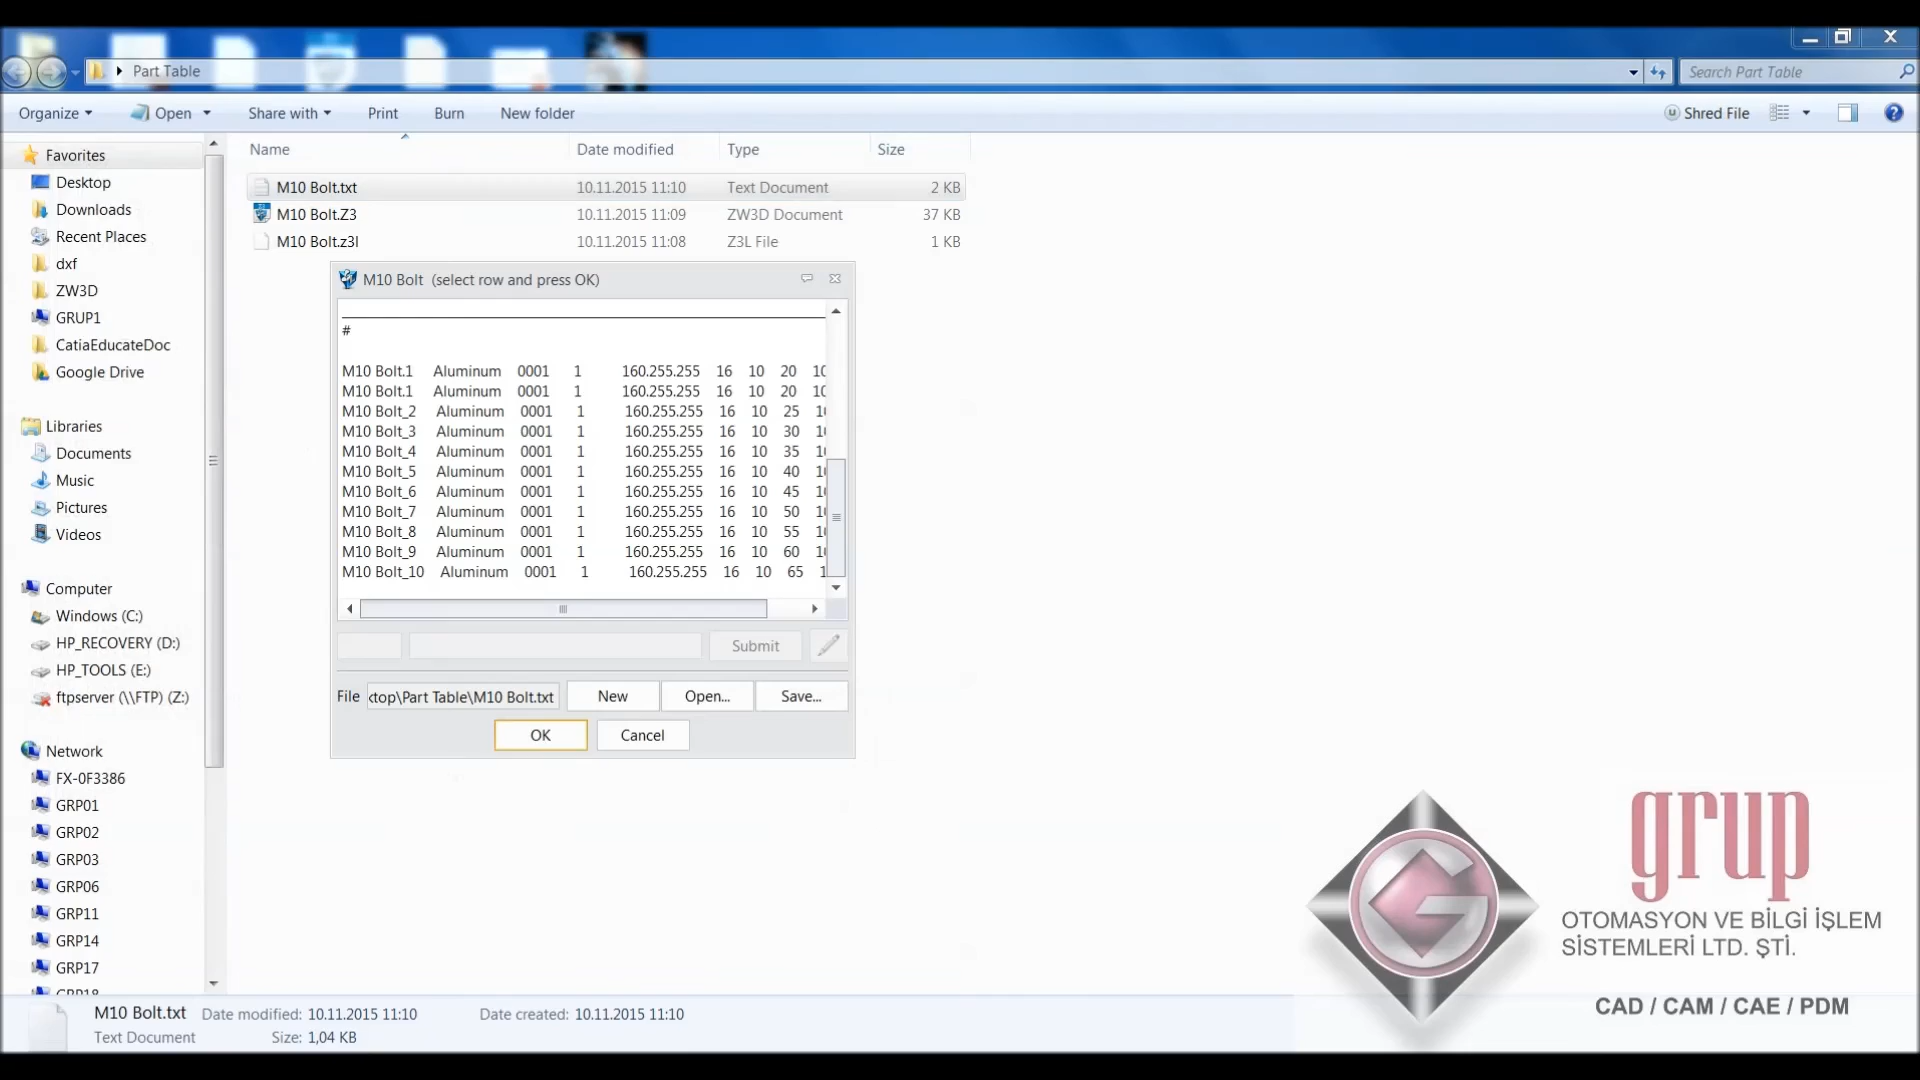 Part Table
Search Part Table
Organize Open Share with Print Burn New folder Shred File
Favorites
Desktop
Downloads
Recent Places
dxf
ZW3D
GRUP1
CatiaEducateDoc
Google Drive
Libraries
Documents
Music
Pictures
Videos
Computer
Windows (C:)
HP_RECOVERY (D:)
HP_TOOLS (E:)
ftpserver (\\FTP) (Z:)
Network
FX-0F3386
GRP01
GRP02
GRP03
GRP06
GRP11
GRP14
GRP17
GRP18
Name Date modified Type Size
M10 Bolt.txt 10.11.2015 11:10 Text Document 2 KB
M10 Bolt.Z3 10.11.2015 11:09 ZW3D Document 37 KB
M10 Bolt.z3l 10.11.2015 11:08 Z3L File 1 KB
M10 Bolt (select row and press OK)
#
M10 Bolt.1 Aluminum 0001 1 160.255.255 16 10 20
M10 Bolt.1 Aluminum 0001 1 160.255.255 16 10 20
M10 Bolt_2 Aluminum 0001 1 160.255.255 16 10 25
M10 Bolt_3 Aluminum 0001 1 160.255.255 16 10 30
M10 Bolt_4 Aluminum 0001 1 160.255.255 16 10 35
M10 Bolt_5 Aluminum 0001 1 160.255.255 16 10 40
M10 Bolt_6 Aluminum 0001 1 160.255.255 16 10 45
M10 Bolt_7 Aluminum 0001 1 160.255.255 16 10 50
M10 Bolt_8 Aluminum 0001 1 160.255.255 16 10 55
M10 Bolt_9 Aluminum 0001 1 160.255.255 16 10 60
M10 Bolt_10 Aluminum 0001 1 160.255.255 16 10 65
Submit
File ktop\Part Table\M10 Bolt.txt New Open... Save...
OK Cancel
grup
OTOMASYON VE BİLGİ İŞLEM
SİSTEMLERİ LTD. ŞTİ.
CAD / CAM / CAE / PDM
M10 Bolt.txt Date modified: 10.11.2015 11:10 Date created: 10.11.2015 11:10
Text Document Size: 1,04 KB